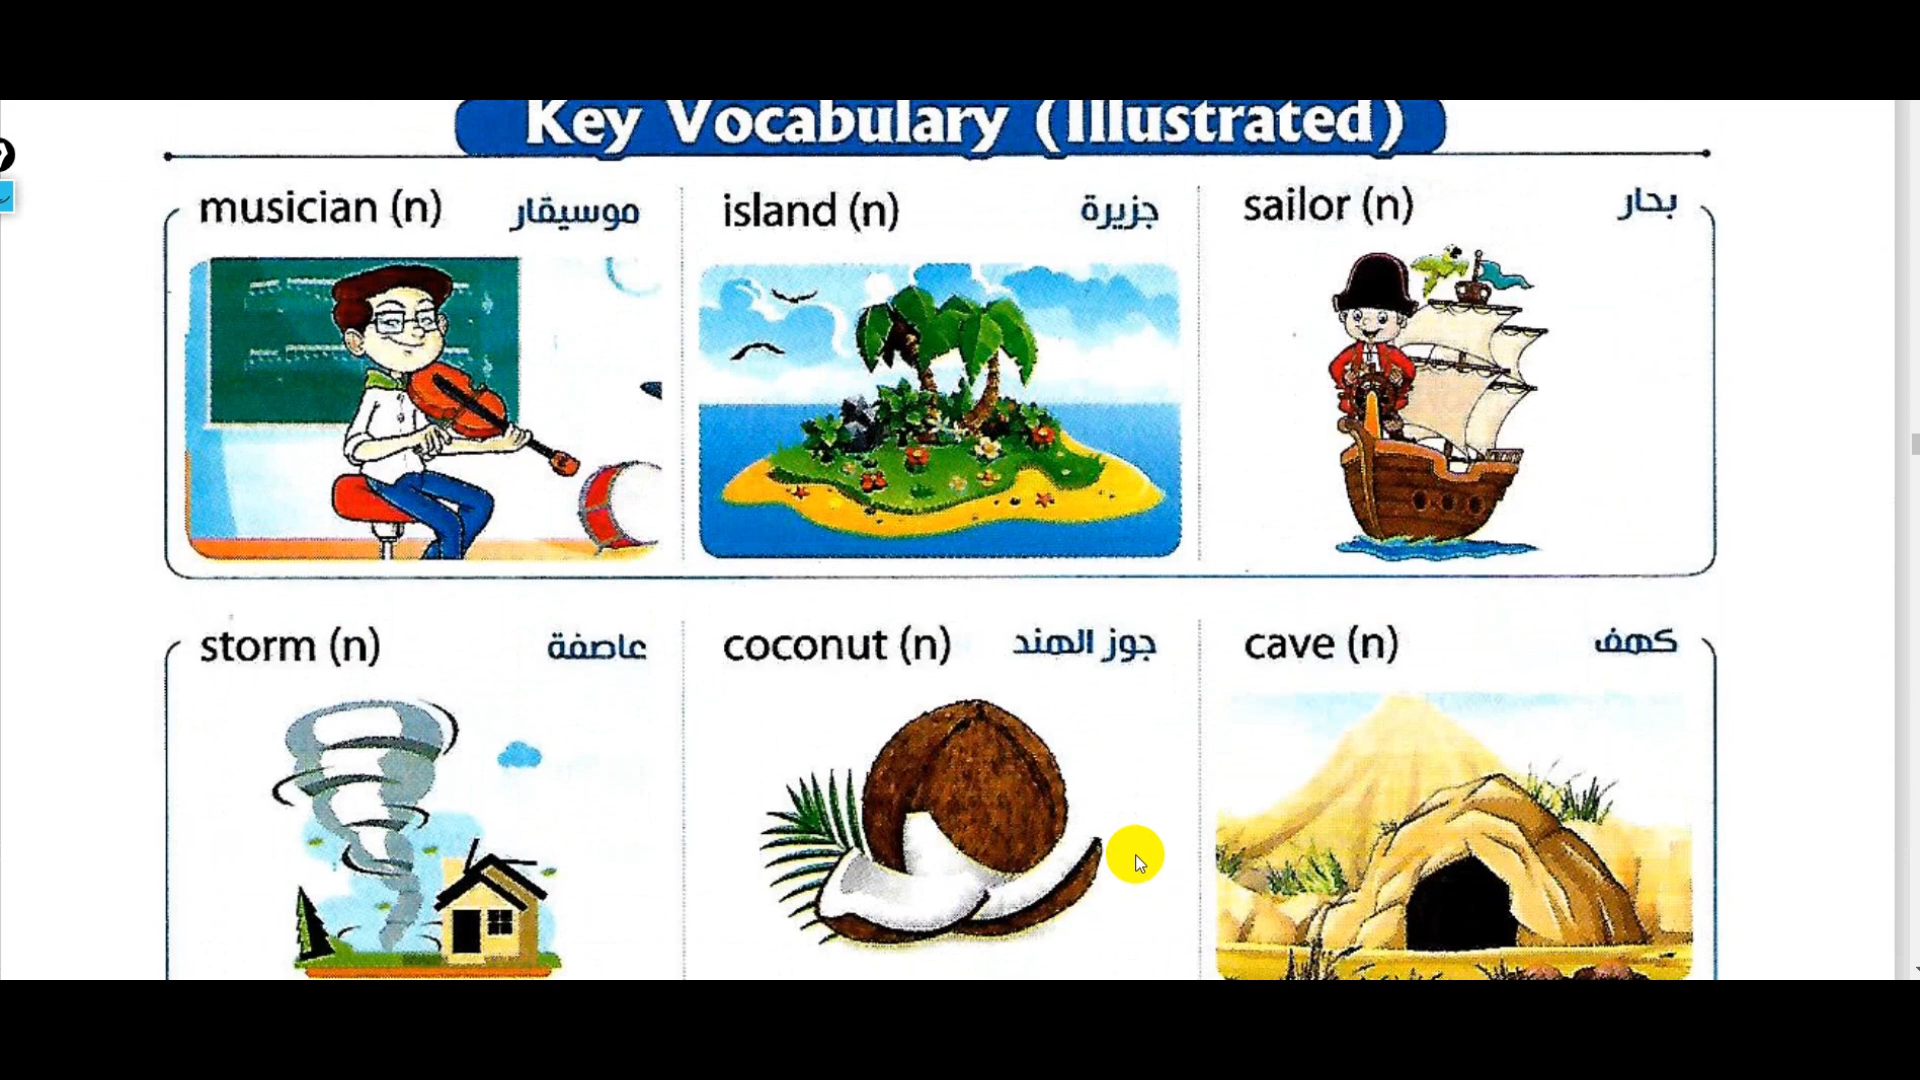 Key Vocabulary (Illustrated)
musician (n) موسيقار
island (n) جزيرة
sailor (n) بحار
storm (n) عاصفة
coconut (n) جوز الهند
cave (n) كهف